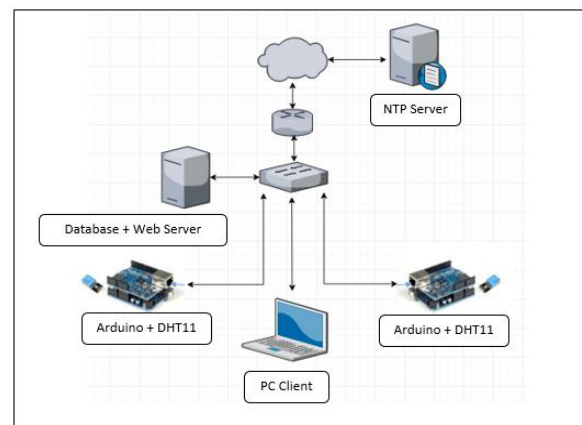 NTP Server
Database + Web Server
Arduino + DHT11
Arduino + DHT11
PC Client